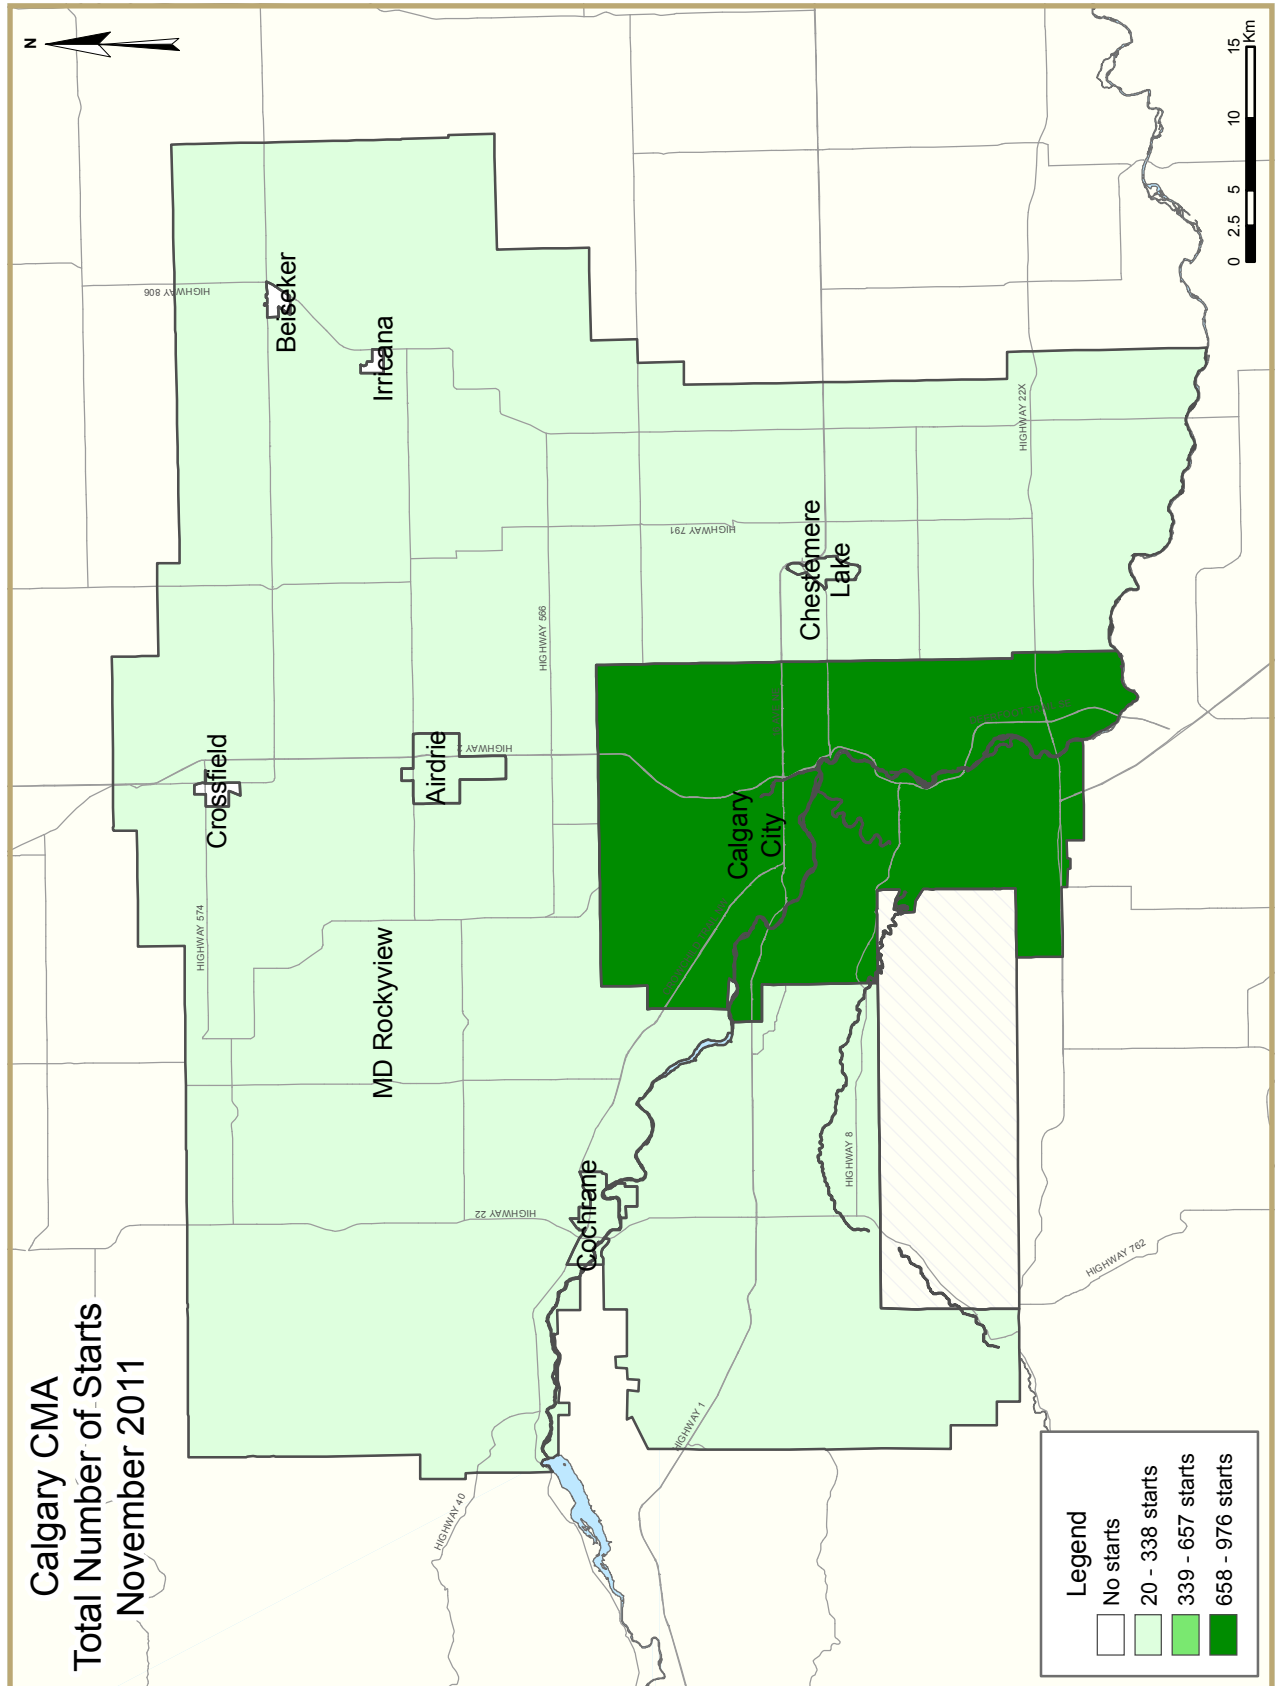 Calgary CMA
Total Number of Starts
November 2011
N
HIGHWAY 574
Crossfield
HIGHWAY 806
Beiseker
MD Rockyview
Airdrie
Irricana
HIGHWAY 40
HIGHWAY 22
HIGHWAY 2
HIGHWAY 566
Cochrane
HIGHWAY 791
HIGHWAY 1
Calgary
City
Chestemere
Lake
HIGHWAY 8
HIGHWAY 22X
HIGHWAY 762
Legend
No starts
20 - 338 starts
339 - 657 starts
658 - 976 starts
0 2.5 5 10 15
Km